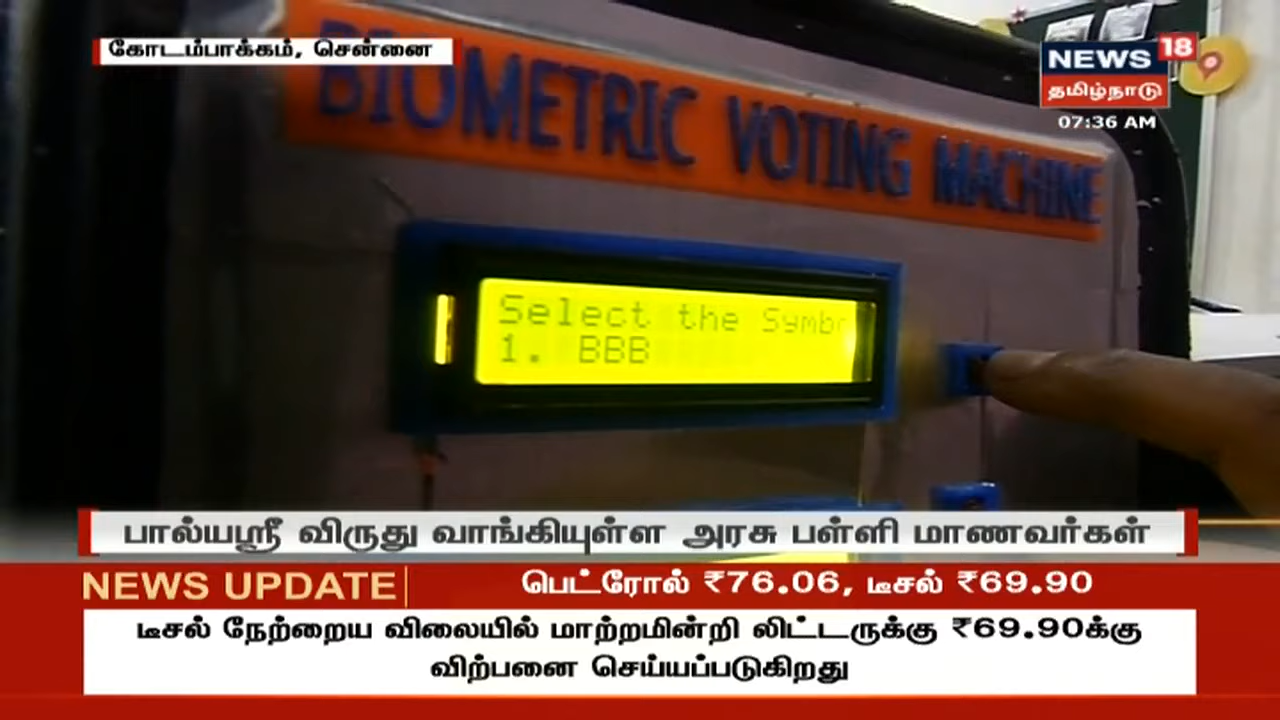 கோடம்பாக்கம், சென்னை
NEWS 18
தமிழ்நாடு
07:36 AM
BIOMETRIC VOTING MACHINE
Select the Symbo
1. BBB
பால்யஸ்ரீ விருது வாங்கியுள்ள அரசு பள்ளி மாணவர்கள்
NEWS UPDATE
பெட்ரோல் ₹76.06, டீசல் ₹69.90
டீசல் நேற்றைய விலையில் மாற்றமின்றி லிட்டருக்கு ₹69.90க்கு
விற்பனை செய்யப்படுகிறது